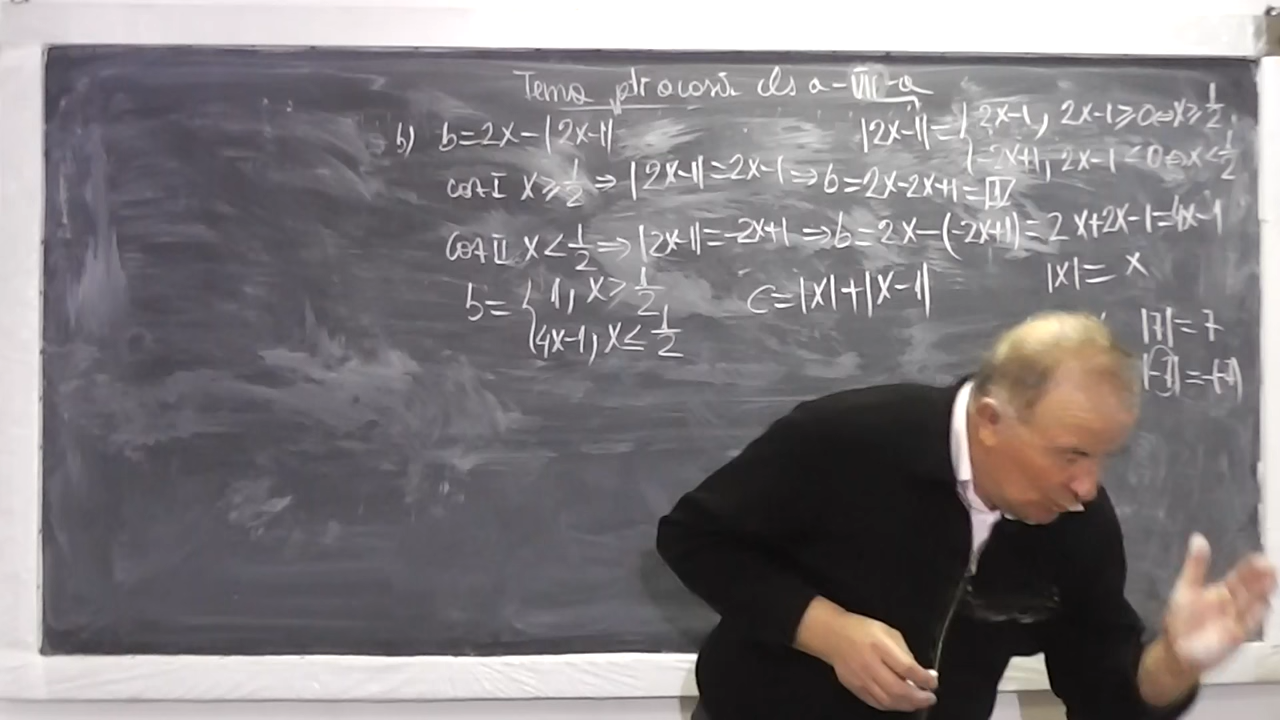 Tema ptr acasă cls a-VII-a
b) b=2x-|2x-1|
|2x-1|={2x-1, 2x-1≥0⇔x≥1/2
{-2x+1, 2x-1<0⇔x<1/2
caz I x≥1/2 ⇒ |2x-1|=2x-1 ⇒ b=2x-2x+1=1
caz II x<1/2 ⇒ |2x-1|=-2x+1 ⇒ b=2x-(-2x+1)=2x+2x-1=4x-1
b={1, x>1/2
{4x-1, x≤1/2
c=|x|+|x-1|
|x|= x
|7|=7
|-7|=-(-7)